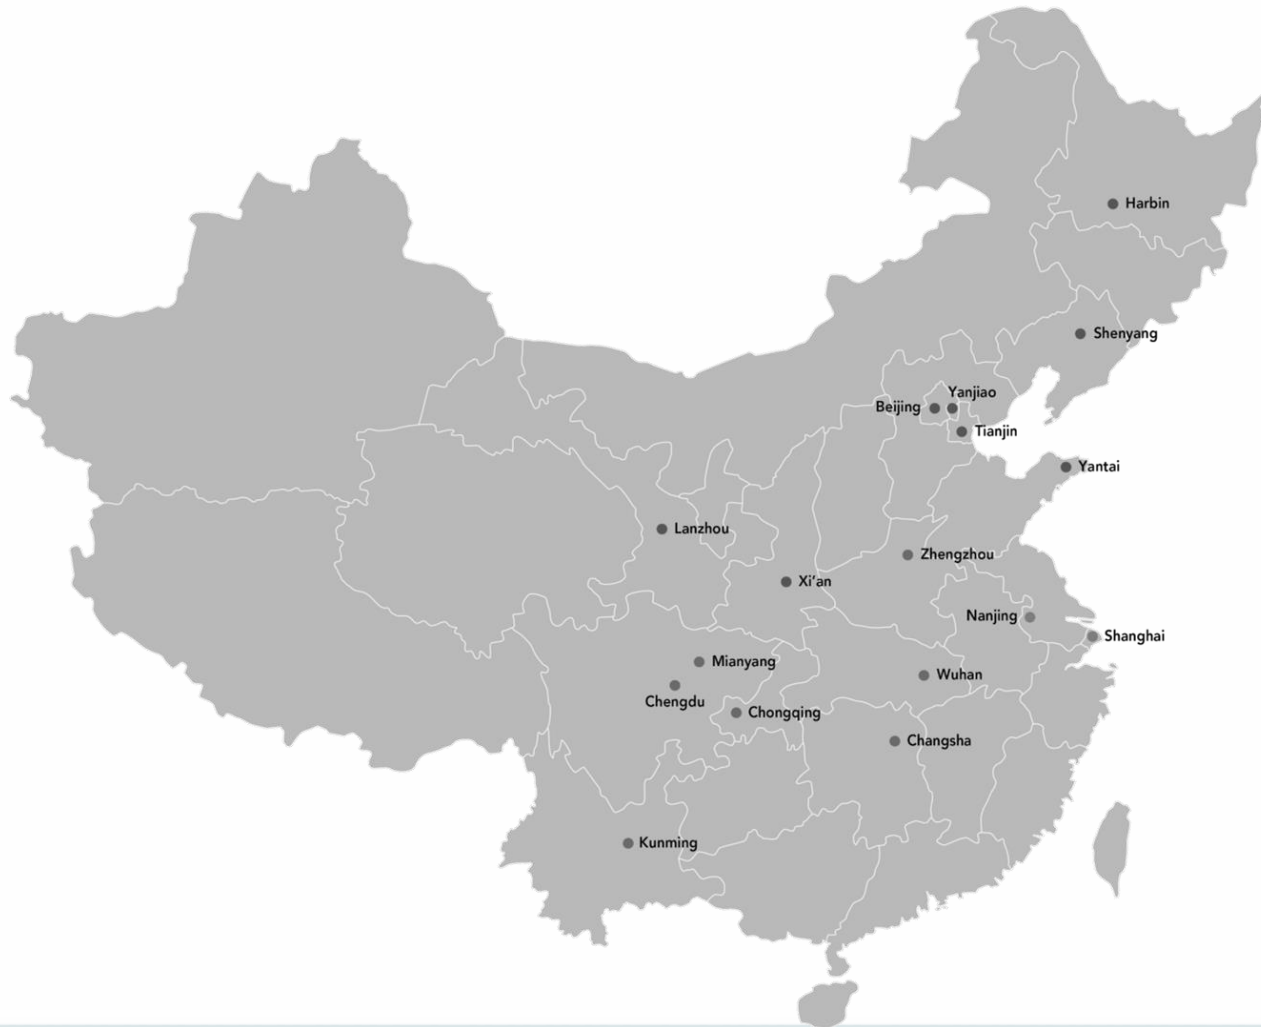 Harbin
Shenyang
Yanjiao
Beijing
Tianjin
Yantai
Lanzhou
Zhengzhou
Xi'an
Nanjing
Shanghai
Mianyang
Wuhan
Chengdu
Chongqing
Changsha
Kunming